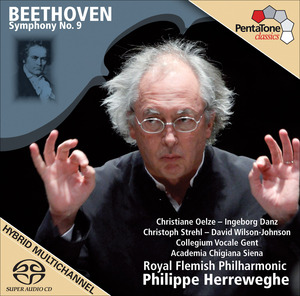 BEETHOVEN
Symphony No. 9
PentaTone
classics
Christiane Oelze – Ingeborg Danz
Christoph Strehl – David Wilson-Johnson
Collegium Vocale Gent
Academia Chigiana Siena
Royal Flemish Philharmonic
Philippe Herreweghe
HYBRID MULTICHANNEL
SUPER AUDIO CD